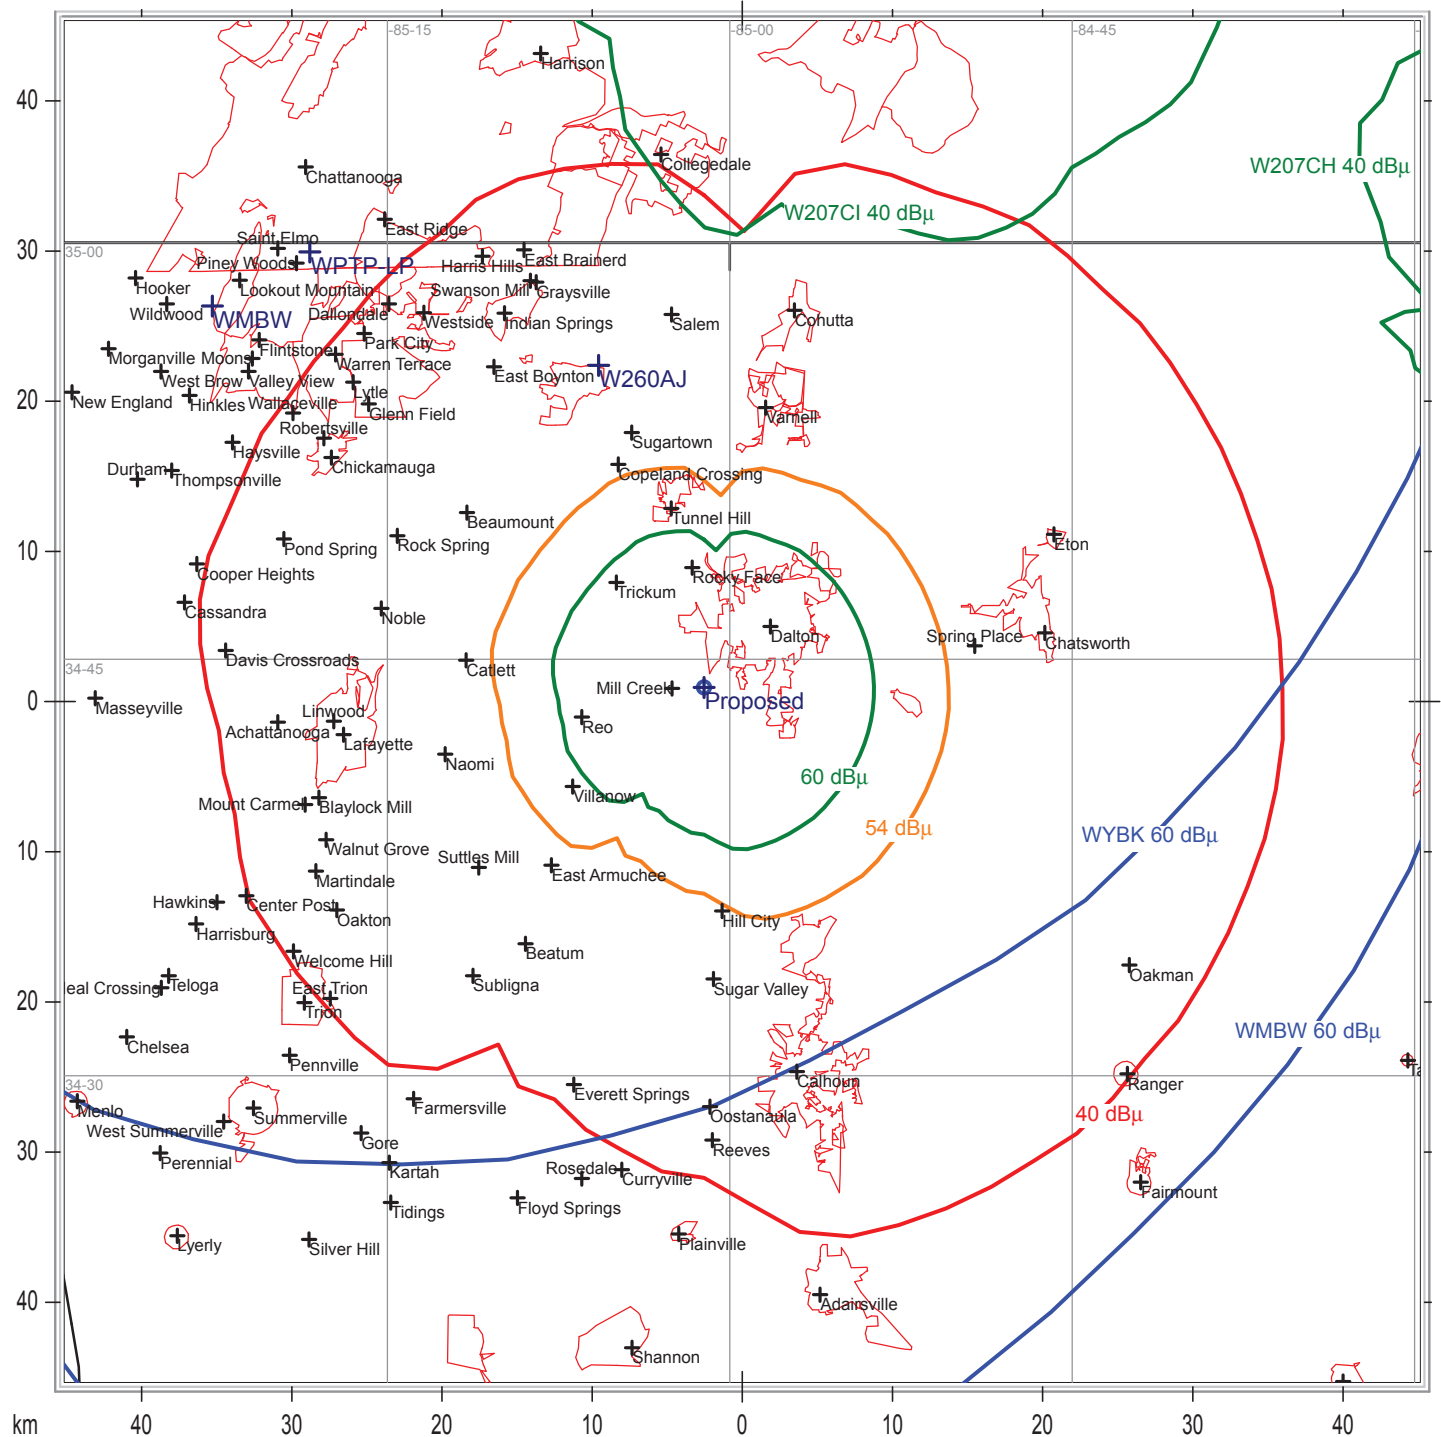 -85-15
-85-00
-84-45
Harrison
40
Collegedale
W207CH 40 dBµ
Chattanooga
W207CI 40 dBµ
East Ridge
Saint Elmo
30
35-00
Piney Woods
WPTP-LP
Harris Hills
East Brainerd
Hooker
Lookout Mountain
Swanson Mill
Graysville
Wildwood
WMBW
Dallondale
Westside
Indian Springs
Salem
Cohutta
Park City
Morganville
Moons
Flintstone
Warren Terrace
West Brow
Valley View
East Boynton
W260AJ
Lytle
20
New England
Hinkles
Wallaceville
Glenn Field
Varnell
Robertsville
Sugartown
Haysville
Chickamauga
Durham
Thompsonville
Copeland Crossing
Beaumount
Tunnel Hill
10
Pond Spring
Rock Spring
Eton
Cooper Heights
Rocky Face
Trickum
Cassandra
Noble
Dalton
Spring Place
Chatsworth
Davis Crossroads
34-45
Catlett
Mill Creek
Proposed
0
Masseyville
Linwood
Achattanooga
Lafayette
Reo
Naomi
60 dBµ
Mount Carmel
Blaylock Mill
Villanow
54 dBµ
WYBK 60 dBµ
10
Walnut Grove
Suttles Mill
Martindale
East Armuchee
Hawkins
Center Post
Oakton
Hill City
Harrisburg
Beatum
Welcome Hill
Oakman
eal Crossing
Teloga
East Trion
Subligna
Sugar Valley
20
Trion
WMBW 60 dBµ
Chelsea
Pennville
34-30
Calhoun
Ranger
Everett Springs
Menlo
Summerville
Farmersville
Oostanaula
40 dBµ
West Summerville
Gore
Reeves
30
Perennial
Kartah
Rosedale
Curryville
Fairmount
Tidings
Floyd Springs
Lyerly
Silver Hill
Plainville
40
Adairsville
Shannon
km
40
30
20
10
0
10
20
30
40